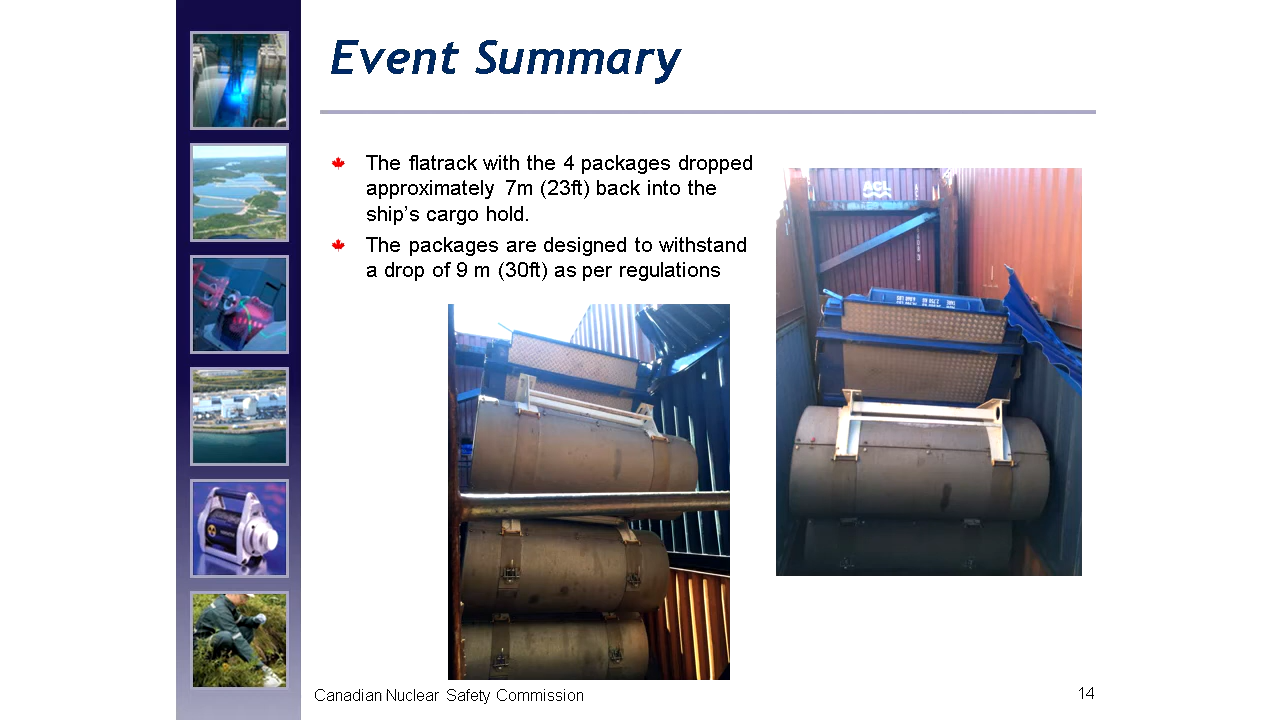 Event Summary
The flatrack with the 4 packages dropped
approximately 7m (23ft) back into the
ship's cargo hold.
The packages are designed to withstand
a drop of 9 m (30ft) as per regulations
ACL
Canadian Nuclear Safety Commission
14